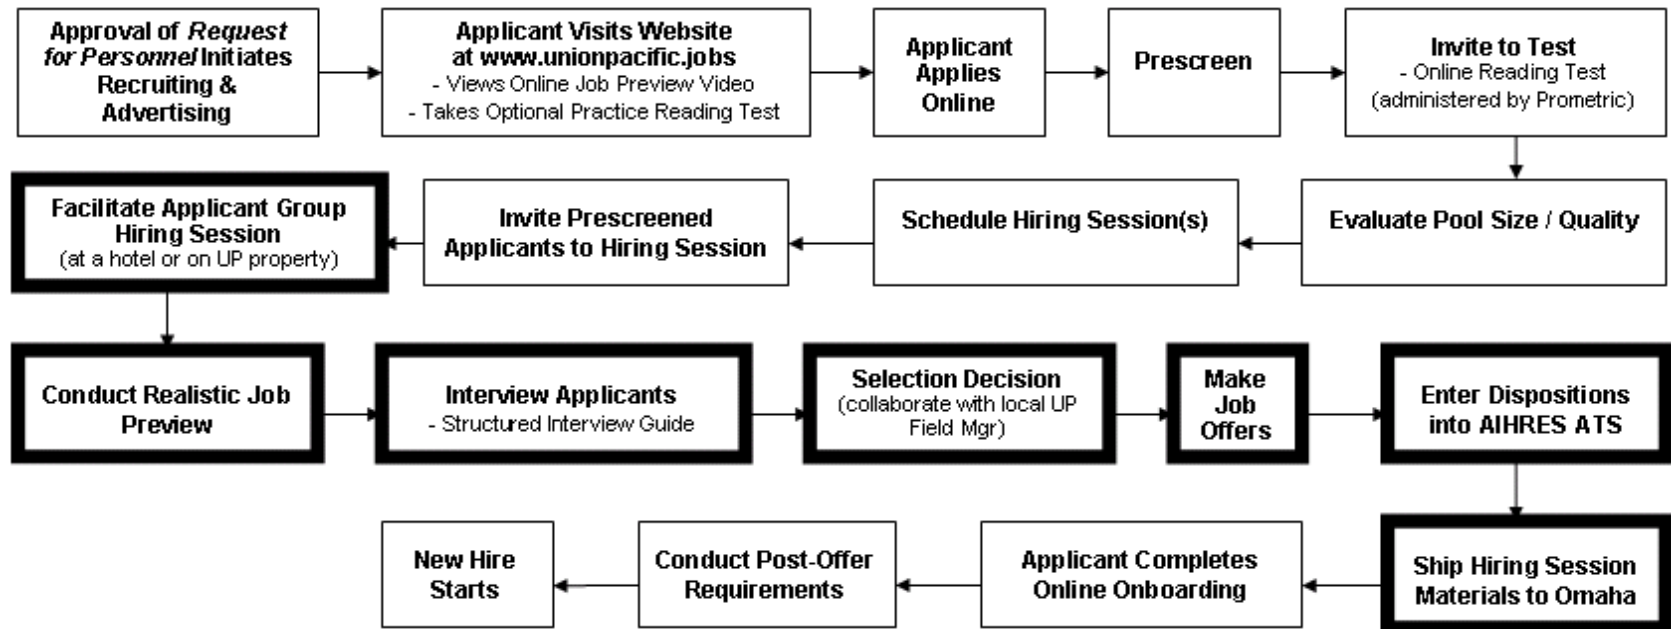 Approval of Request
for Personnel Initiates
Recruiting &
Advertising
Applicant Visits Website
at www.unionpacific.jobs
- Views Online Job Preview Video
- Takes Optional Practice Reading Test
Applicant
Applies
Online
Prescreen
Invite to Test
- Online Reading Test
(administered by Prometric)
Evaluate Pool Size / Quality
Schedule Hiring Session(s)
Invite Prescreened
Applicants to Hiring Session
Facilitate Applicant Group
Hiring Session
(at a hotel or on UP property)
Conduct Realistic Job
Preview
Interview Applicants
- Structured Interview Guide
Selection Decision
(collaborate with local UP
Field Mgr)
Make
Job
Offers
Enter Dispositions
into AIHRES ATS
Ship Hiring Session
Materials to Omaha
Applicant Completes
Online Onboarding
Conduct Post-Offer
Requirements
New Hire
Starts